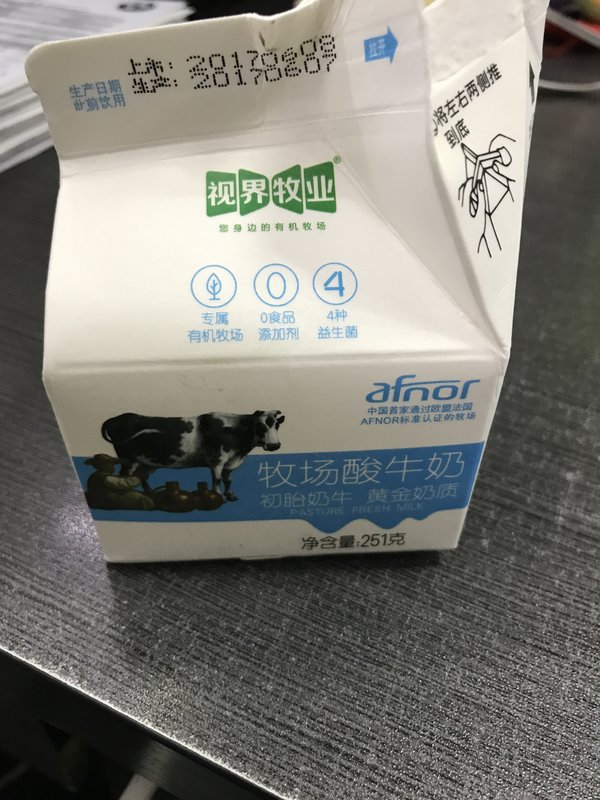 上市: 20170608
生产: 20170607
生产日期
此前饮用
拉开
将左右两侧推
到底
视界牧业®
您身边的有机牧场
0
4
专属
有机牧场
0食品
添加剂
4种
益生菌
afnor
中国首家通过欧盟法国
AFNOR标准认证的牧场
牧场酸牛奶
初胎奶牛 黄金奶质
PASTURE FRESH MILK
净含量:251克